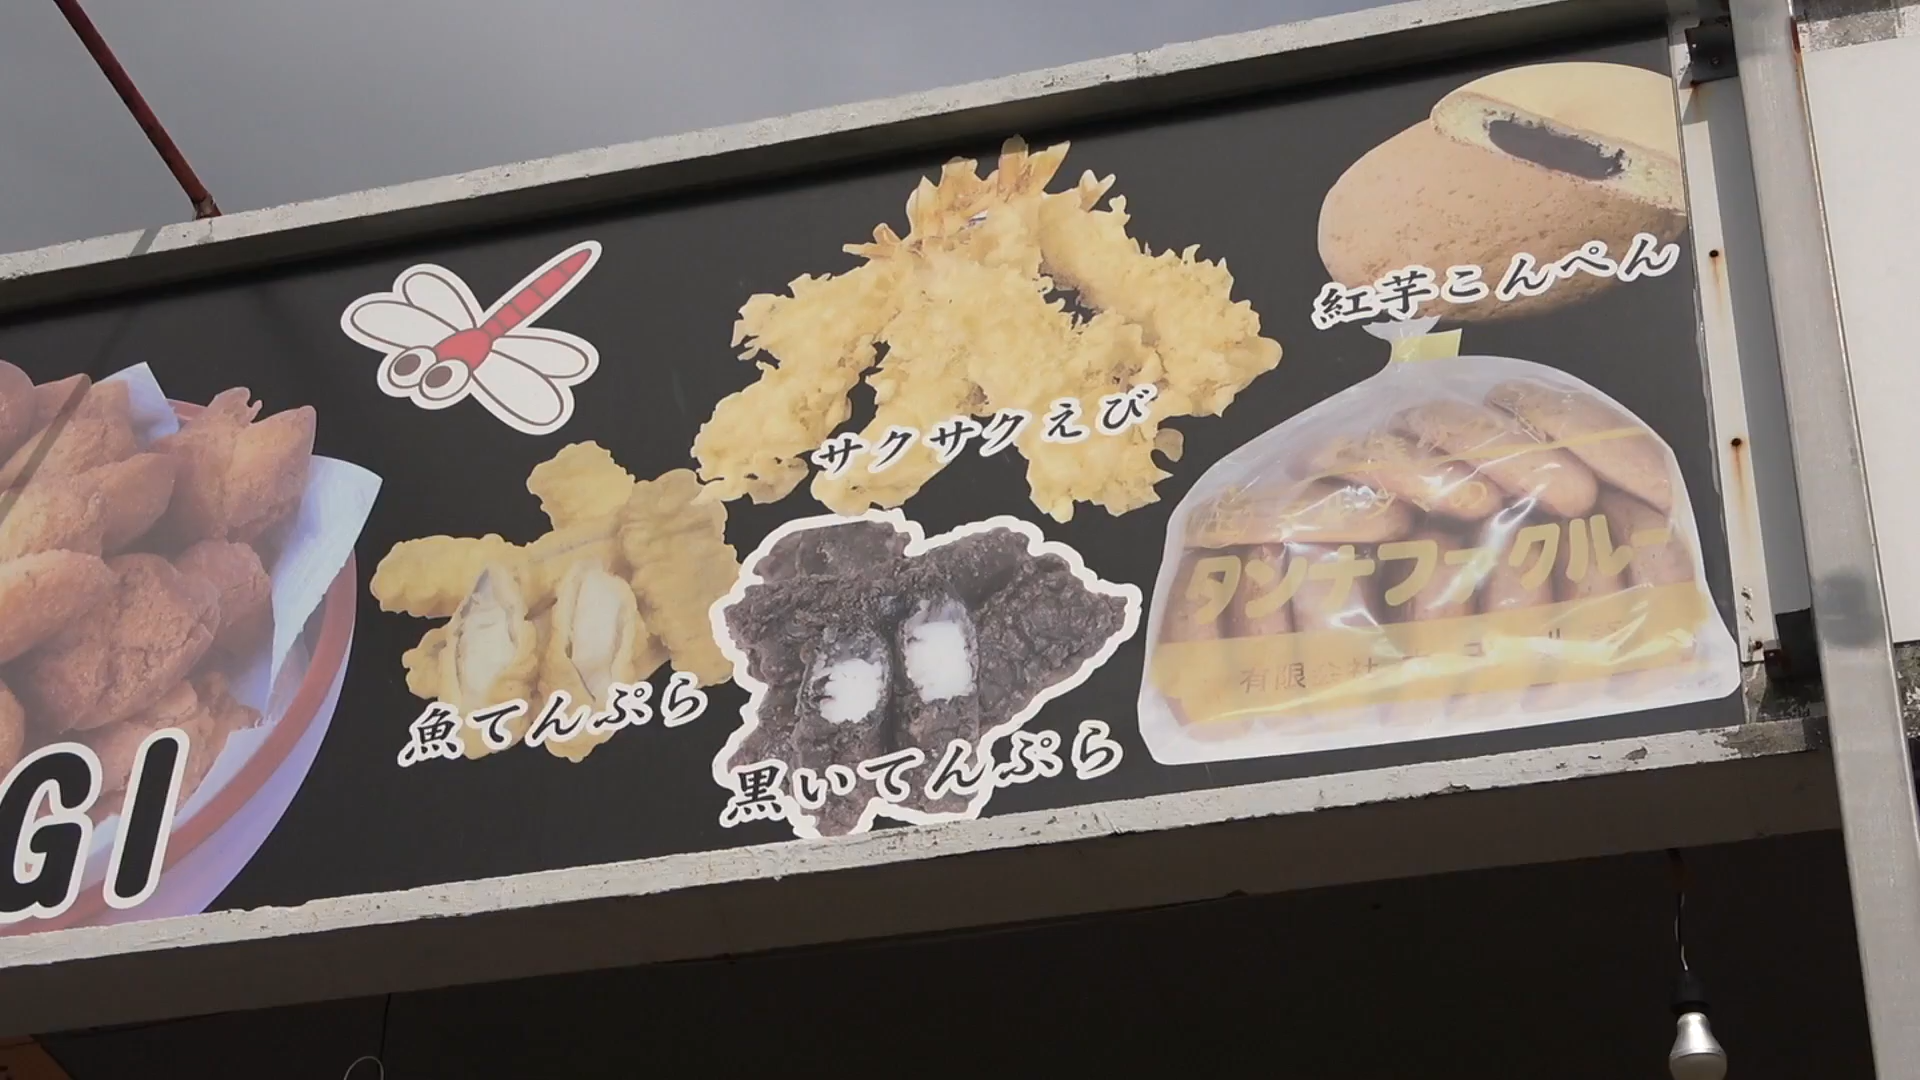 紅芋こんぺん
サクサクえび
タンナファクルー
有限会社
魚てんぷら
黒いてんぷら
GI